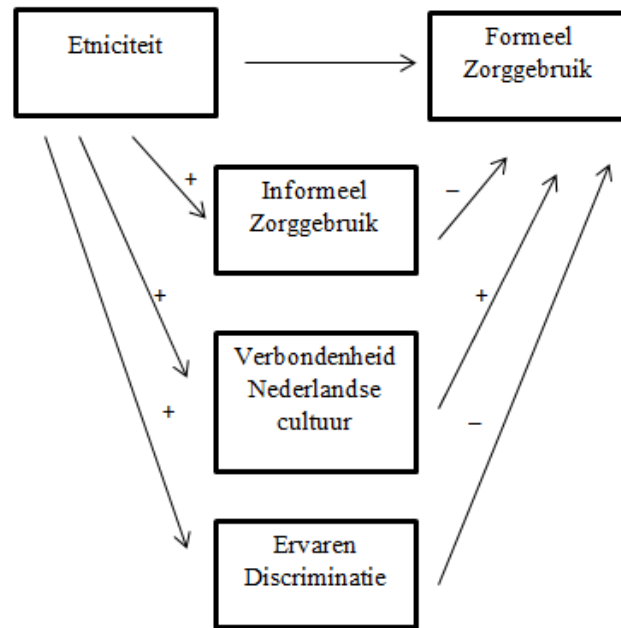 Etniciteit
Formeel
Zorggebruik
+
Informeel
Zorggebruik
–
+
Verbondenheid
Nederlandse
cultuur
+
+
Ervaren
Discriminatie
–